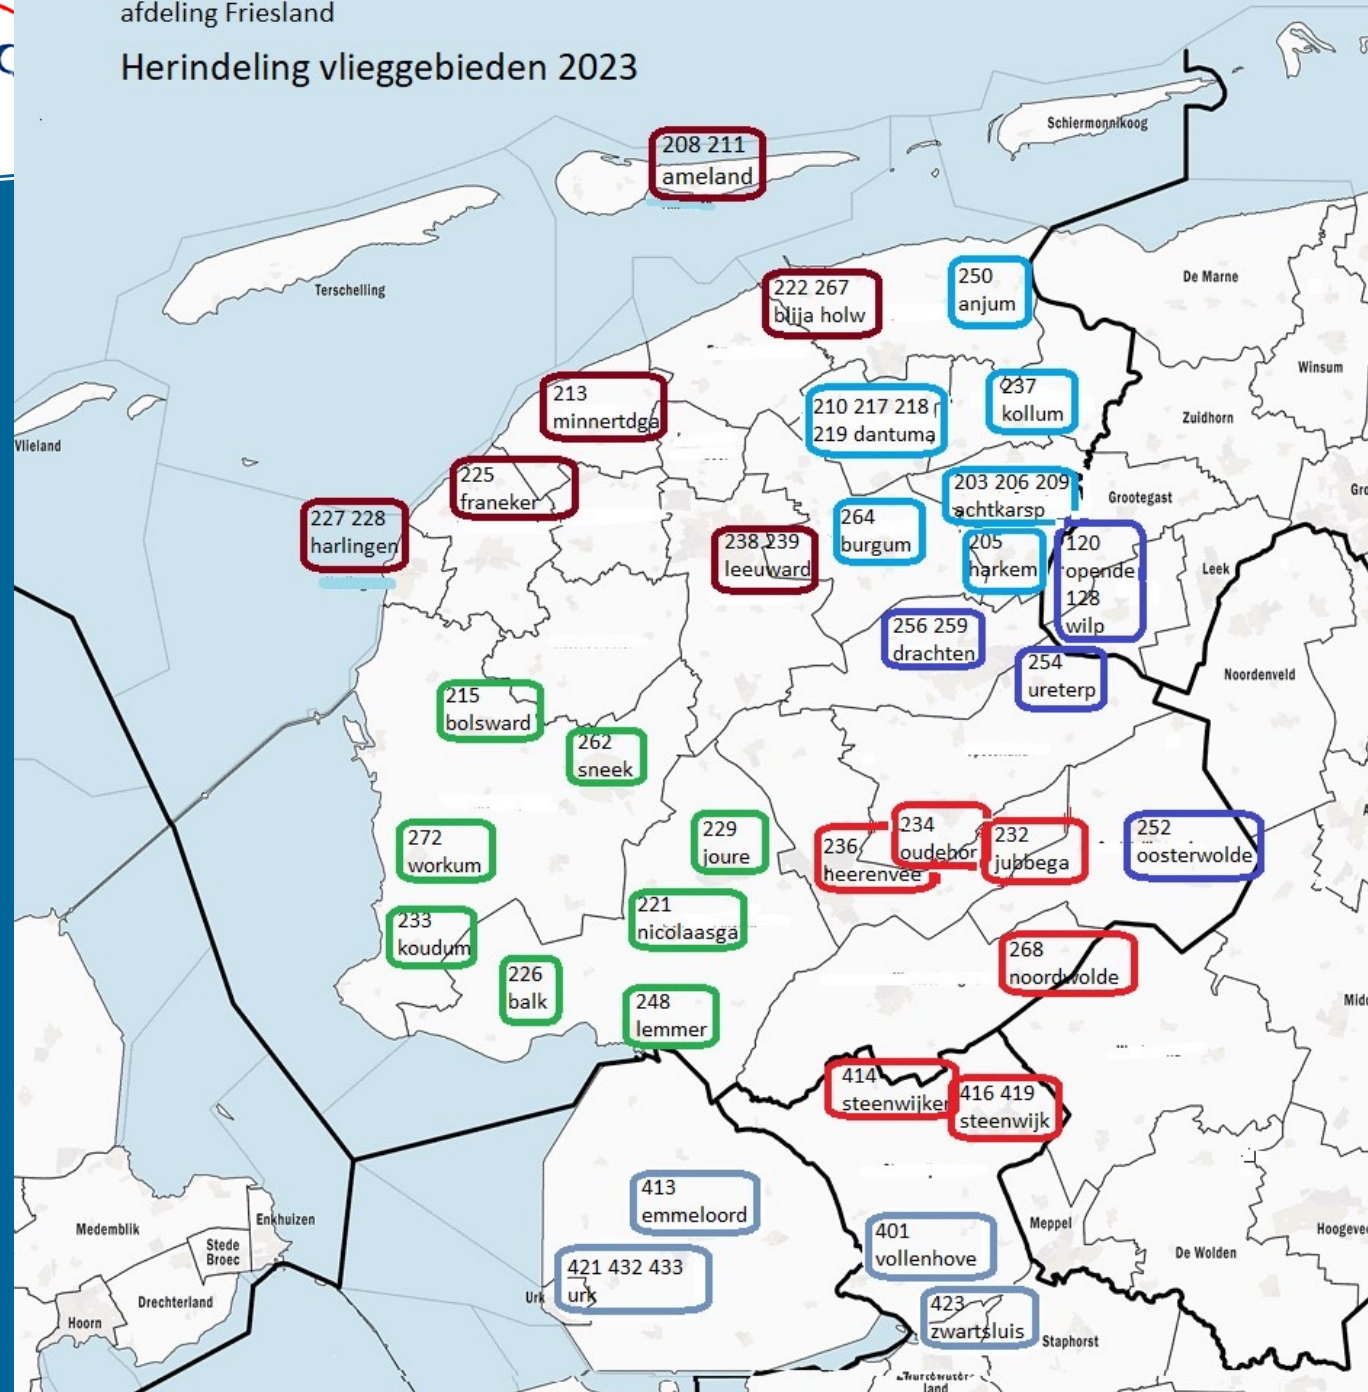 afdeling Friesland
Herindeling vlieggebieden 2023
Schiermonnikoog
208 211
ameland
Terschelling
222 267
blija holw
250
anjum
De Marne
Winsum
213
minnertdga
210 217 218
219 dantuma
237
kollum
Zuidhorn
Vlieland
225
franeker
203 206 209
achtkarsp
Grootegast
227 228
harlingen
238 239
leeuward
264
burgum
205
harkem
120
opende
128
wilp
Leek
256 259
drachten
254
ureterp
Noordenveld
215
bolsward
262
sneek
272
workum
229
joure
236
heerenvee
234
oudehor
232
jubbega
252
oosterwolde
221
nicolaasga
233
koudum
226
balk
248
lemmer
268
noordwolde
414
steenwijker
416 419
steenwijk
413
emmeloord
421 432 433
urk
Urk
401
vollenhove
423
zwartsluis
Medemblik
Enkhuizen
Stede
Broec
Drechterland
Hoorn
Meppel
De Wolden
Staphorst
land